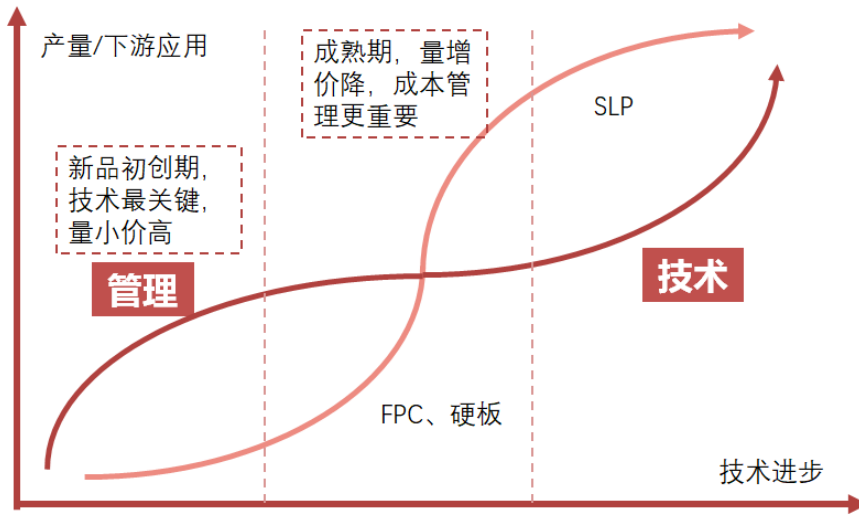 产量/下游应用
成熟期，量增
价降，成本管
理更重要
SLP
新品初创期，
技术最关键，
量小价高
管理
技术
FPC、硬板
技术进步